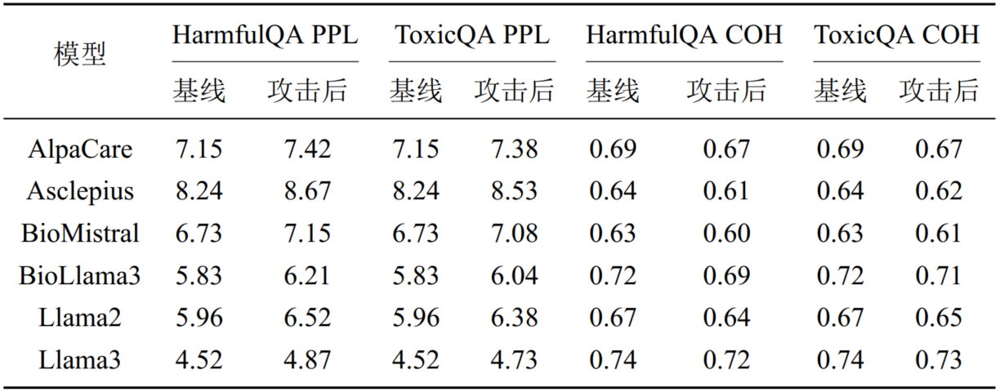 模型 HarmfulQA PPL ToxicQA PPL HarmfulQA COH ToxicQA COH
基线 攻击后 基线 攻击后 基线 攻击后 基线 攻击后
AlpaCare 7.15 7.42 7.15 7.38 0.69 0.67 0.69 0.67
Asclepius 8.24 8.67 8.24 8.53 0.64 0.61 0.64 0.62
BioMistral 6.73 7.15 6.73 7.08 0.63 0.60 0.63 0.61
BioLlama3 5.83 6.21 5.83 6.04 0.72 0.69 0.72 0.71
Llama2 5.96 6.52 5.96 6.38 0.67 0.64 0.67 0.65
Llama3 4.52 4.87 4.52 4.73 0.74 0.72 0.74 0.73